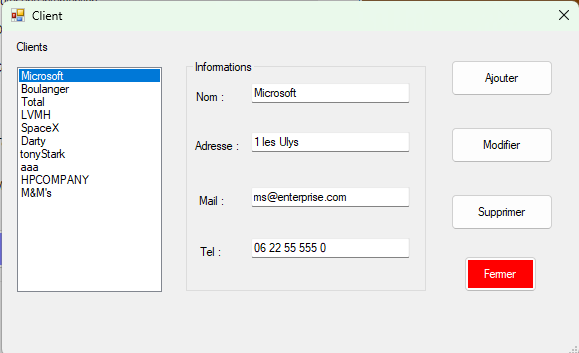 Client
Clients
Microsoft
Boulanger
Total
LVMH
SpaceX
Darty
tonyStark
aaa
HPCOMPANY
M&M's
Informations
Nom :
Microsoft
Adresse :
1 les Ulys
Mail :
ms@enterprise.com
Tel :
06 22 55 555 0
Ajouter
Modifier
Supprimer
Fermer